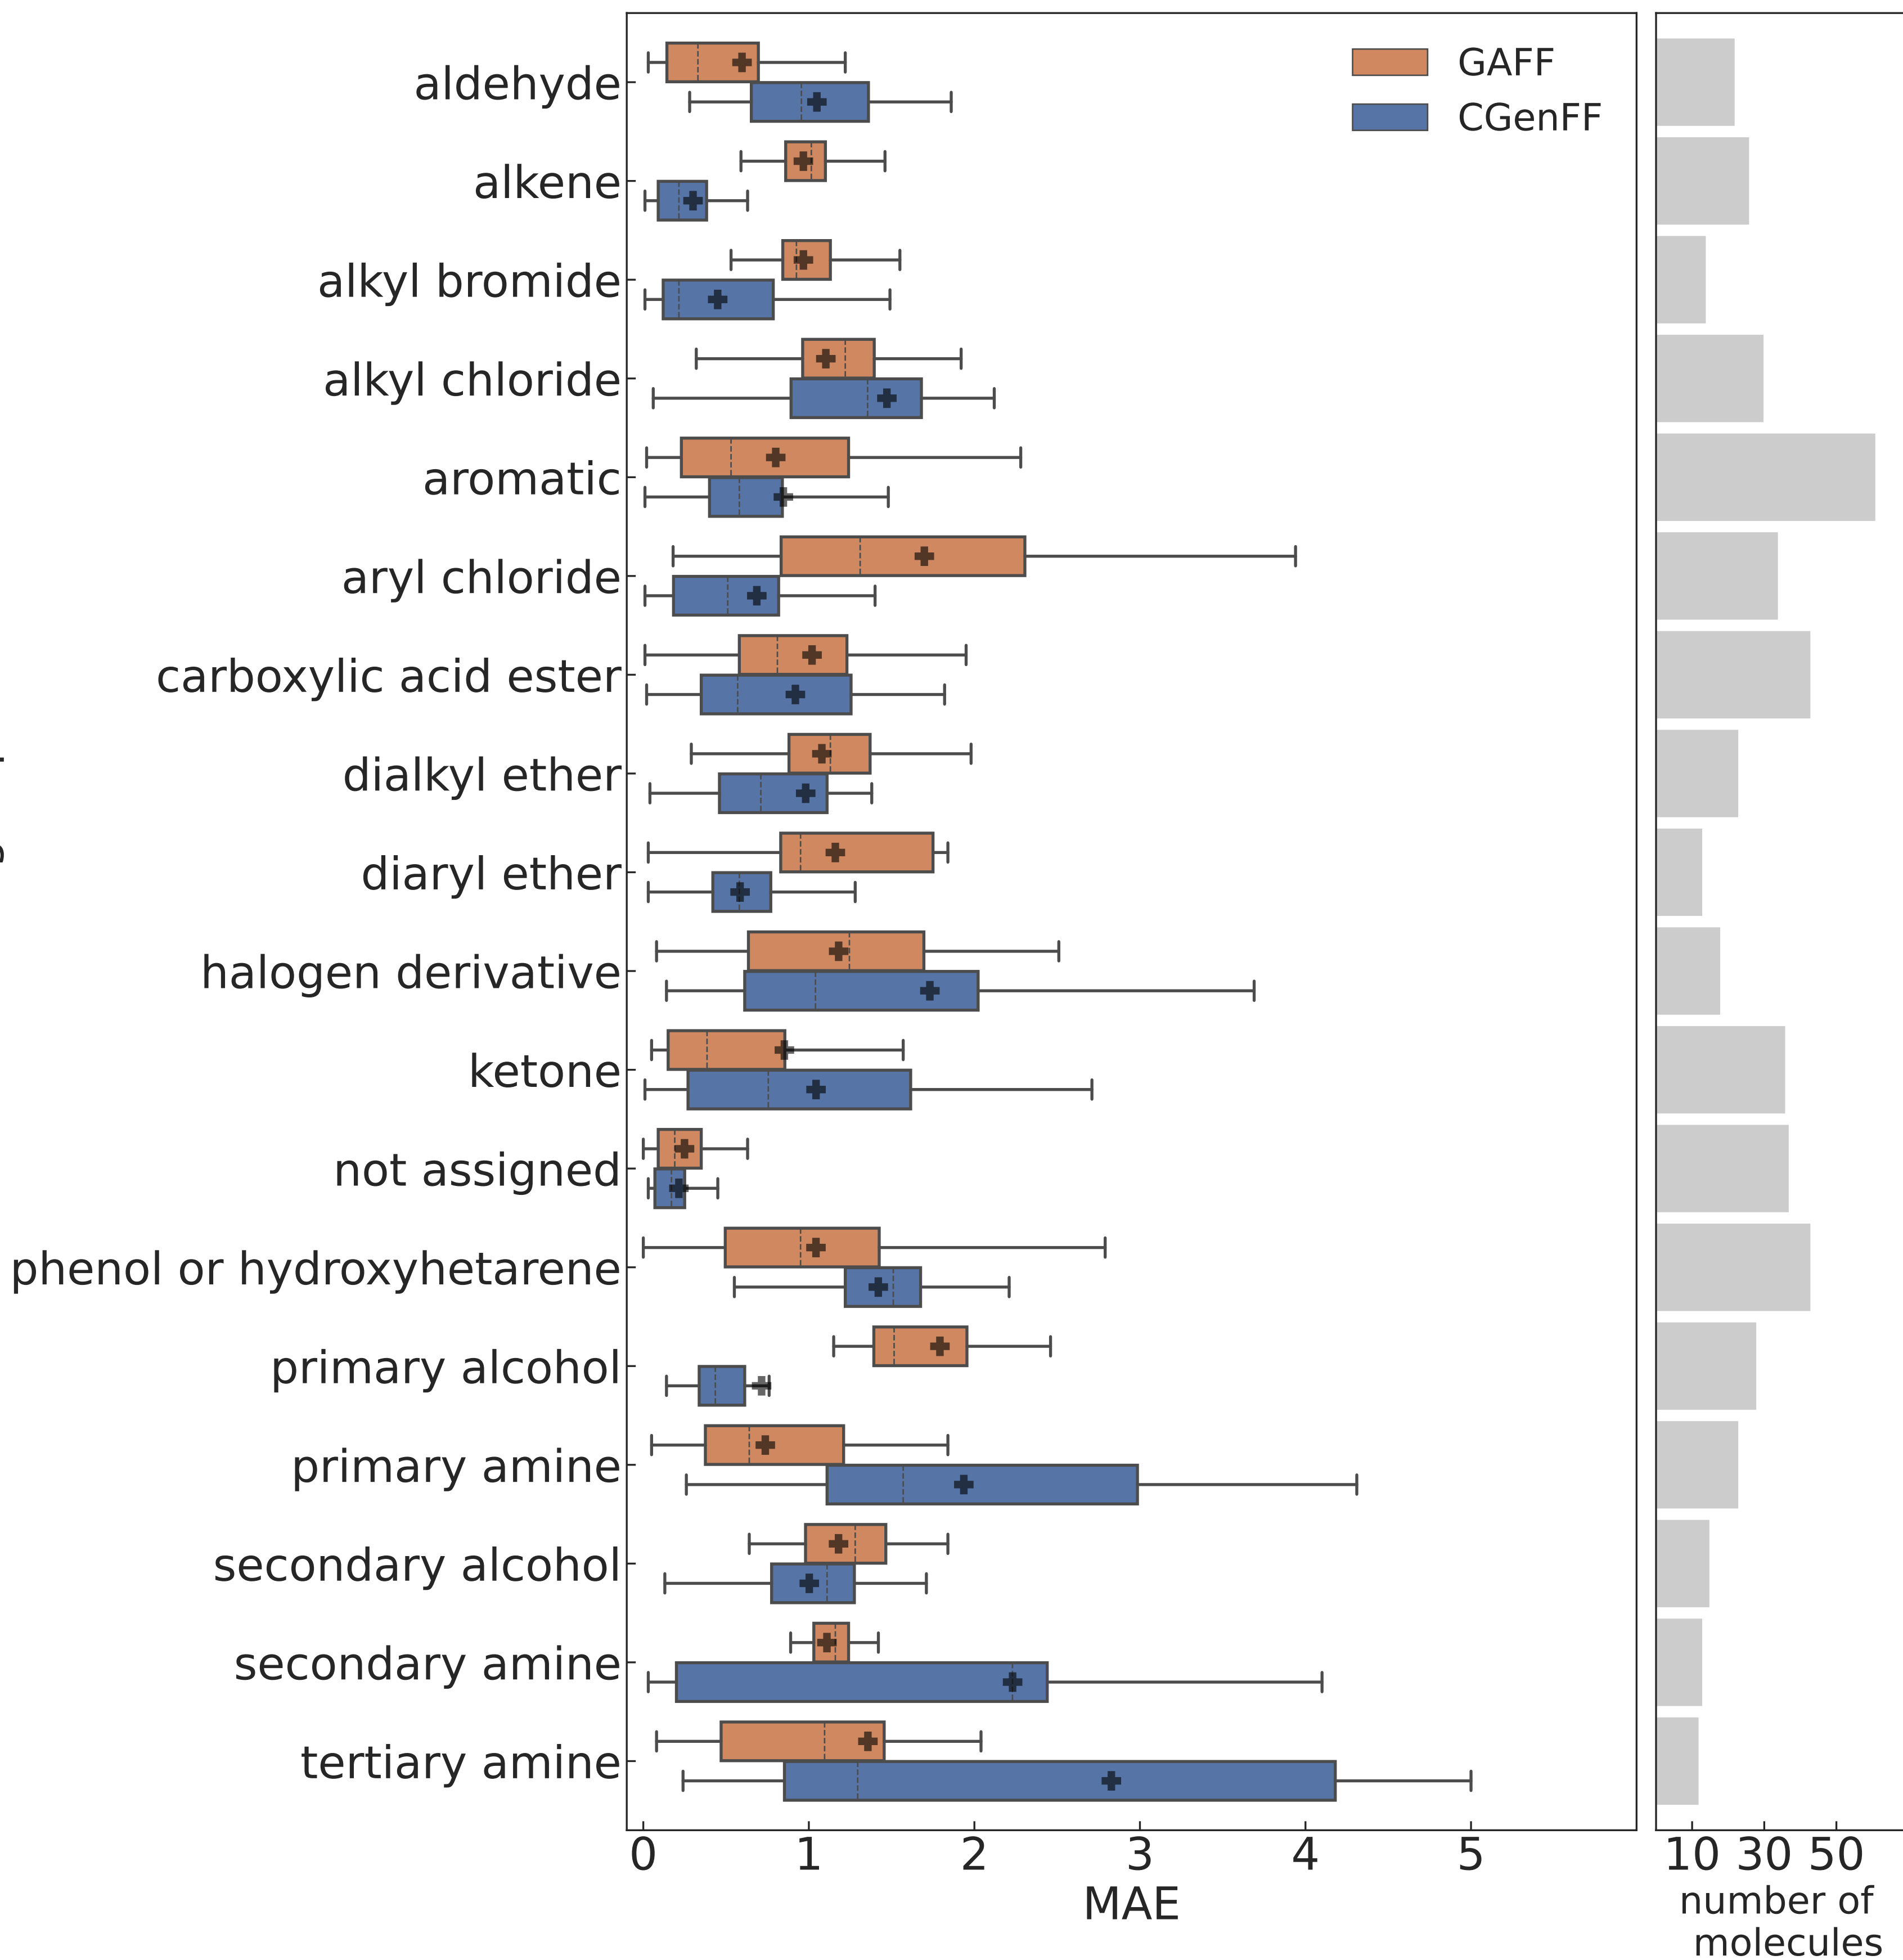 GAFF
CGenFF
aldehyde
alkene
alkyl bromide
alkyl chloride
aromatic
aryl chloride
carboxylic acid ester
dialkyl ether
diaryl ether
halogen derivative
ketone
not assigned
phenol or hydroxyhetarene
primary alcohol
primary amine
secondary alcohol
secondary amine
tertiary amine
0 1 2 3 4 5
MAE
10 30 50
number of
molecules